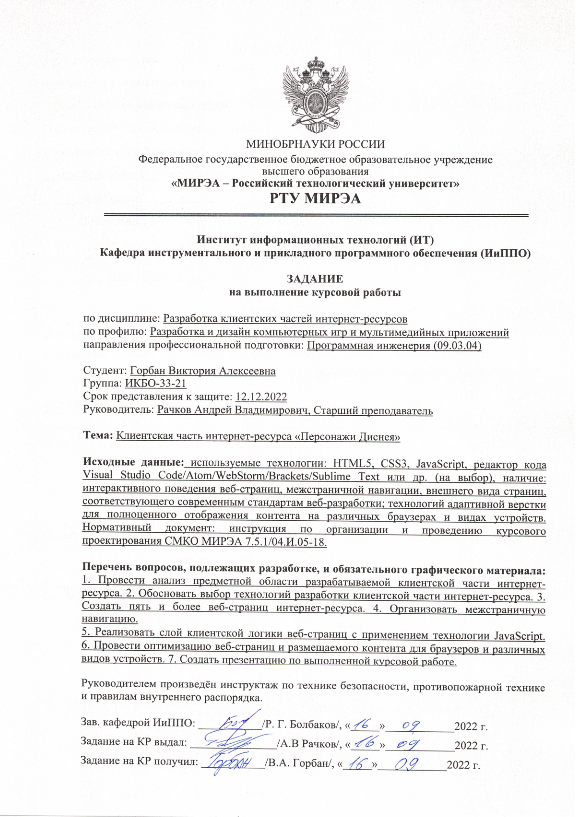 МИНОБРНАУКИ РОССИИ
Федеральное государственное бюджетное образовательное учреждение
высшего образования
«МИРЭА – Российский технологический университет»
РТУ МИРЭА
Институт информационных технологий (ИТ)
Кафедра инструментального и прикладного программного обеспечения (ИиППО)
ЗАДАНИЕ
на выполнение курсовой работы
по дисциплине: Разработка клиентских частей интернет-ресурсов
по профилю: Разработка и дизайн компьютерных игр и мультимедийных приложений
направления профессиональной подготовки: Программная инженерия (09.03.04)
Студент: Горбан Виктория Алексеевна
Группа: ИКБО-33-21
Срок представления к защите: 12.12.2022
Руководитель: Рачков Андрей Владимирович, Старший преподаватель
Тема: Клиентская часть интернет-ресурса «Персонажи Диснея»
Исходные данные: используемые технологии: HTML5, CSS3, JavaScript, редактор кода
Visual Studio Code/Atom/WebStorm/Brackets/Sublime Text или др. (на выбор), наличие:
интерактивного поведения веб-страниц, межстраничной навигации, внешнего вида страниц,
соответствующего современным стандартам веб-разработки; технологий адаптивной верстки
для полноценного отображения контента на различных браузерах и видах устройств.
Нормативный документ: инструкция по организации и проведению курсового
проектирования СМКО МИРЭА 7.5.1/04.И.05-18.
Перечень вопросов, подлежащих разработке, и обязательного графического материала:
1. Провести анализ предметной области разрабатываемой клиентской части интернет-
ресурса. 2. Обосновать выбор технологий разработки клиентской части интернет-ресурса. 3.
Создать пять и более веб-страниц интернет-ресурса. 4. Организовать межстраничную
навигацию.
5. Реализовать слой клиентской логики веб-страниц с применением технологии JavaScript.
6. Провести оптимизацию веб-страниц и размещаемого контента для браузеров и различных
видов устройств. 7. Создать презентацию по выполненной курсовой работе.
Руководителем произведён инструктаж по технике безопасности, противопожарной технике
и правилам внутреннего распорядка.
Зав. кафедрой ИиППО: /Р. Г. Болбаков/, «16» 09 2022 г.
Задание на КР выдал: /А.В Рачков/, «16» 09 2022 г.
Задание на КР получил: Горбан /В.А. Горбан/, «16» 09 2022 г.